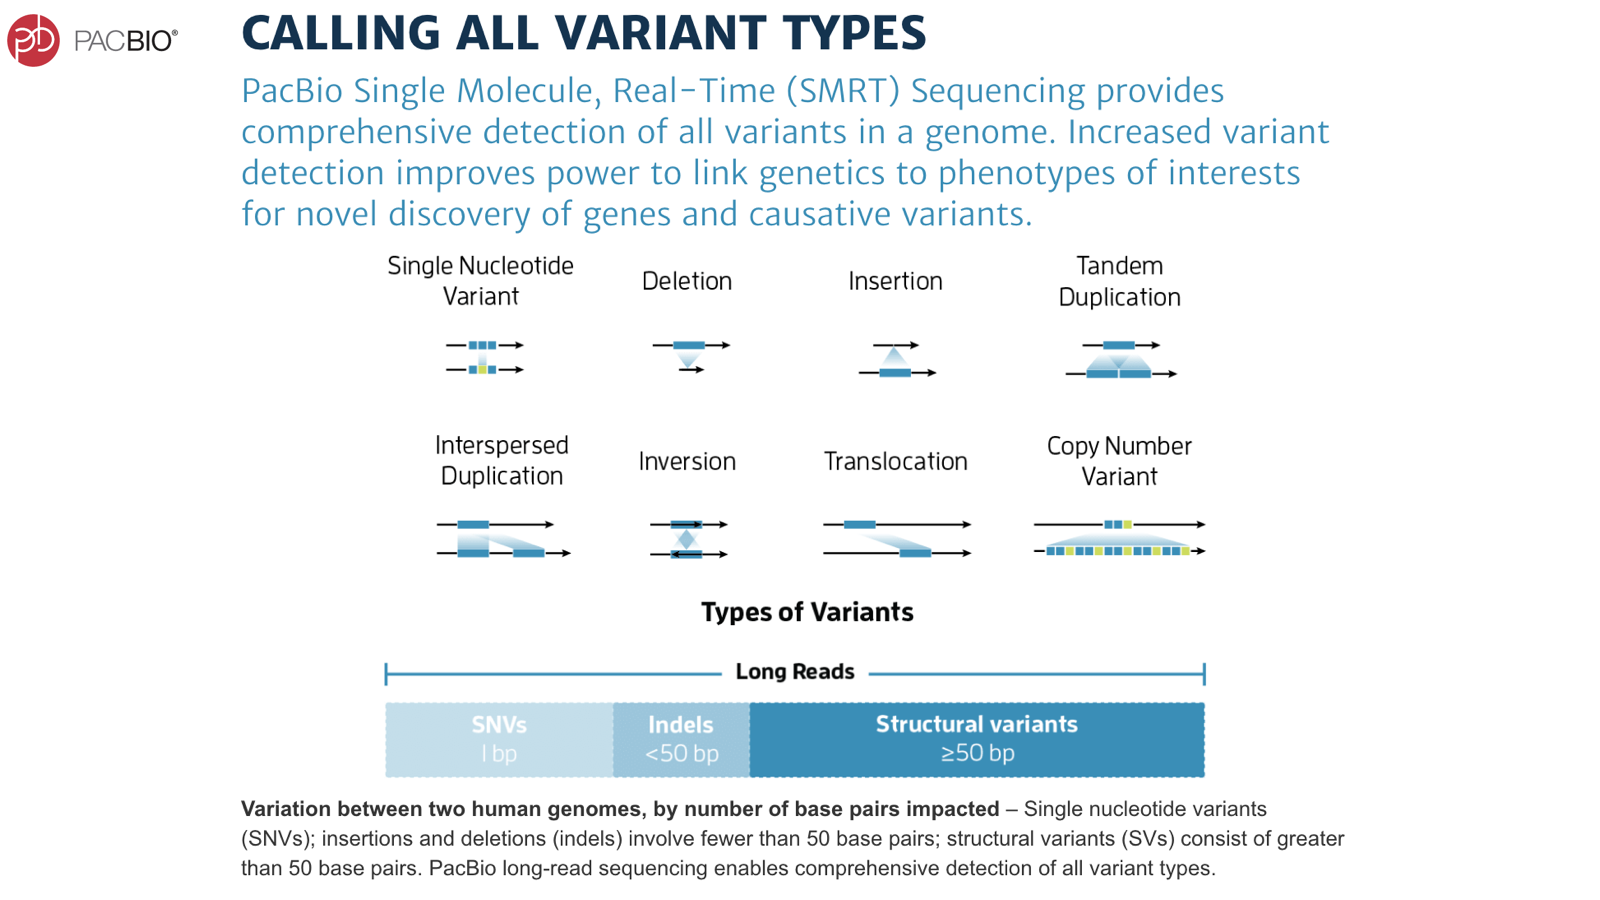 PACBIO®
CALLING ALL VARIANT TYPES
PacBio Single Molecule, Real-Time (SMRT) Sequencing provides
comprehensive detection of all variants in a genome. Increased variant
detection improves power to link genetics to phenotypes of interests
for novel discovery of genes and causative variants.
Single Nucleotide
Variant
Deletion
Insertion
Tandem
Duplication
Interspersed
Duplication
Inversion
Translocation
Copy Number
Variant
Types of Variants
Long Reads
SNVs
1 bp
Indels
<50 bp
Structural variants
≥50 bp
Variation between two human genomes, by number of base pairs impacted – Single nucleotide variants
(SNVs); insertions and deletions (indels) involve fewer than 50 base pairs; structural variants (SVs) consist of greater
than 50 base pairs. PacBio long-read sequencing enables comprehensive detection of all variant types.